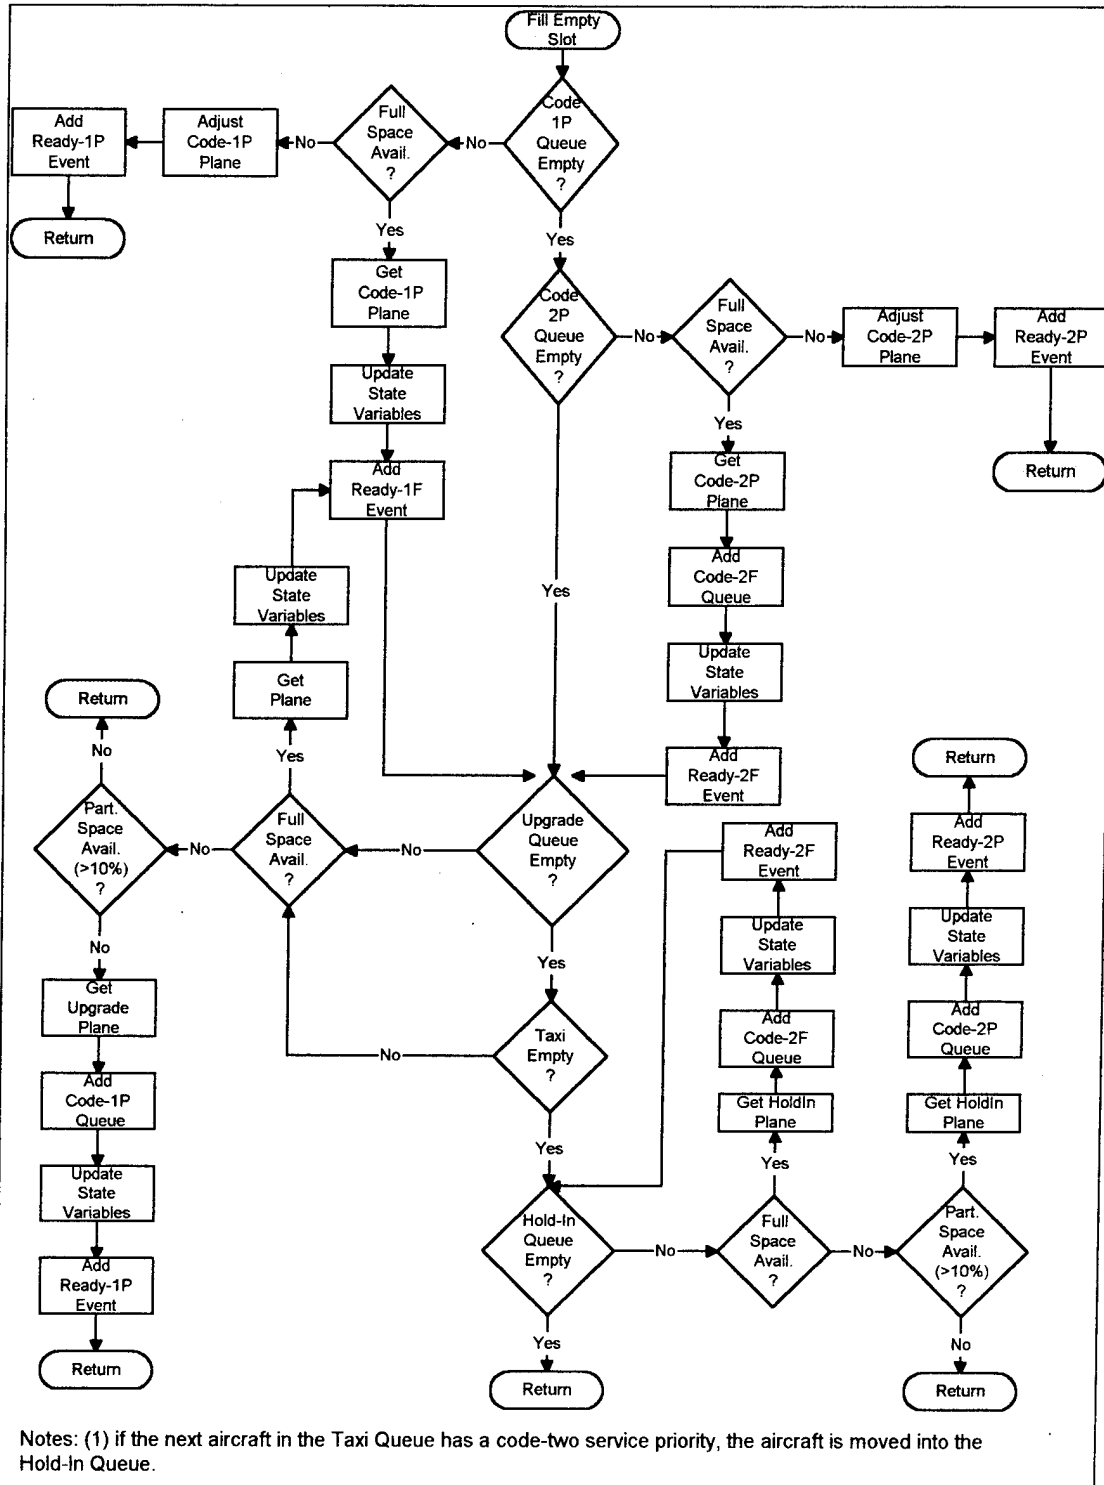 Fill Empty
Slot
Code
1P
Queue
Empty
?
No
Full
Space
Avail.
?
No
Adjust
Code-1P
Plane
Add
Ready-1P
Event
Return
Yes
Get
Code-1P
Plane
Update
State
Variables
Add
Ready-1F
Event
Yes
Code
2P
Queue
Empty
?
No
Full
Space
Avail.
?
No
Adjust
Code-2P
Plane
Add
Ready-2P
Event
Return
Yes
Get
Code-2P
Plane
Add
Code-2F
Queue
Update
State
Variables
Add
Ready-2F
Event
Yes
Update
State
Variables
Get
Plane
Yes
Return
No
Part.
Space
Avail.
(>10%)
?
No
Full
Space
Avail.
?
No
Upgrade
Queue
Empty
?
No
Get
Upgrade
Plane
Add
Code-1P
Queue
Update
State
Variables
Add
Ready-1P
Event
Return
Yes
Taxi
Empty
?
No
Yes
Hold-In
Queue
Empty
?
Yes
Return
No
Full
Space
Avail.
?
Yes
Get HoldIn
Plane
Add
Code-2F
Queue
Update
State
Variables
Add
Ready-2F
Event
No
Part.
Space
Avail.
(>10%)
?
Yes
Get HoldIn
Plane
Add
Code-2P
Queue
Update
State
Variables
Add
Ready-2P
Event
Return
No
Return
Notes: (1) if the next aircraft in the Taxi Queue has a code-two service priority, the aircraft is moved into the
Hold-In Queue.